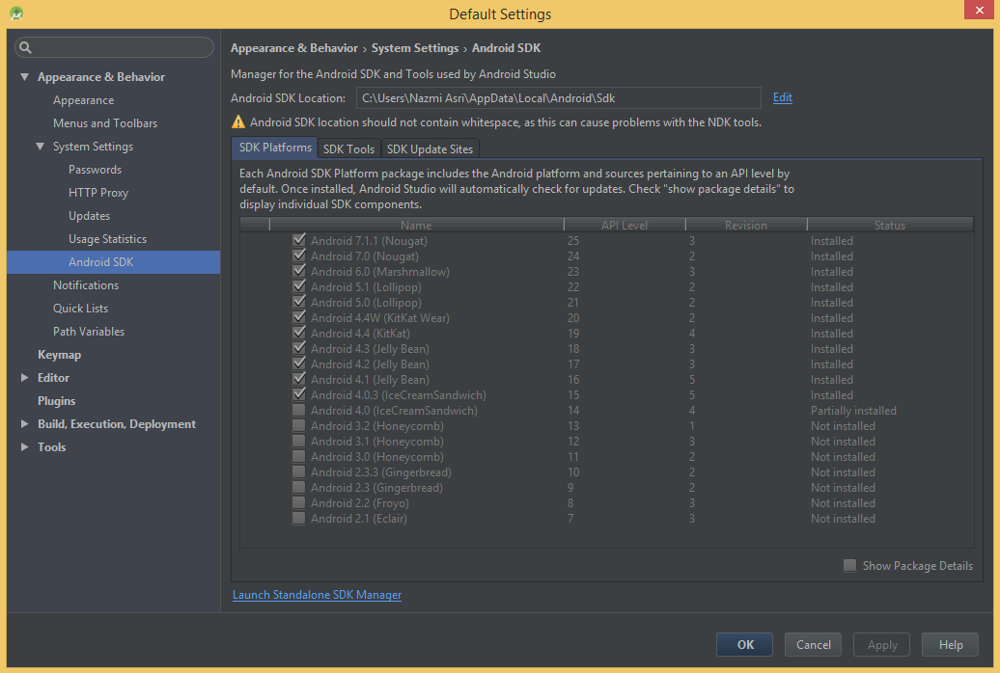 Default Settings
Appearance & Behavior
Appearance
Menus and Toolbars
System Settings
Passwords
HTTP Proxy
Updates
Usage Statistics
Android SDK
Notifications
Quick Lists
Path Variables
Keymap
Editor
Plugins
Build, Execution, Deployment
Tools
Appearance & Behavior › System Settings › Android SDK
Manager for the Android SDK and Tools used by Android Studio
Android SDK Location: C:\Users\Nazmi Asri\AppData\Local\Android\Sdk Edit
Android SDK location should not contain whitespace, as this can cause problems with the NDK tools.
SDK Platforms SDK Tools SDK Update Sites
Each Android SDK Platform package includes the Android platform and sources pertaining to an API level by
default. Once installed, Android Studio will automatically check for updates. Check "show package details" to
display individual SDK components.
Name API Level Revision Status
Android 7.1.1 (Nougat) 25 3 Installed
Android 7.0 (Nougat) 24 2 Installed
Android 6.0 (Marshmallow) 23 3 Installed
Android 5.1 (Lollipop) 22 2 Installed
Android 5.0 (Lollipop) 21 2 Installed
Android 4.4W (KitKat Wear) 20 2 Installed
Android 4.4 (KitKat) 19 4 Installed
Android 4.3 (Jelly Bean) 18 3 Installed
Android 4.2 (Jelly Bean) 17 3 Installed
Android 4.1 (Jelly Bean) 16 5 Installed
Android 4.0.3 (IceCreamSandwich) 15 5 Installed
Android 4.0 (IceCreamSandwich) 14 4 Partially installed
Android 3.2 (Honeycomb) 13 1 Not installed
Android 3.1 (Honeycomb) 12 3 Not installed
Android 3.0 (Honeycomb) 11 2 Not installed
Android 2.3.3 (Gingerbread) 10 2 Not installed
Android 2.3 (Gingerbread) 9 2 Not installed
Android 2.2 (Froyo) 8 3 Not installed
Android 2.1 (Eclair) 7 3 Not installed
Show Package Details
Launch Standalone SDK Manager
OK Cancel Apply Help